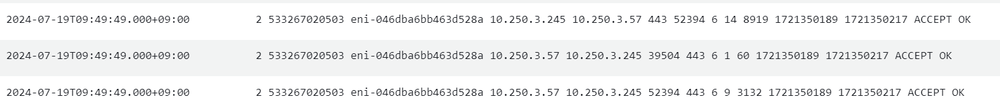 2024-07-19T09:49:49.000+09:00 2 533267020503 eni-046dba6bb463d528a 10.250.3.245 10.250.3.57 443 52394 6 14 8919 1721350189 1721350217 ACCEPT OK
2024-07-19T09:49:49.000+09:00 2 533267020503 eni-046dba6bb463d528a 10.250.3.57 10.250.3.245 39504 443 6 1 60 1721350189 1721350217 ACCEPT OK
2024-07-19T09:49:49.000+09:00 2 533267020503 eni-046dba6bb463d528a 10.250.3.57 10.250.3.245 52394 443 6 9 3132 1721350189 1721350217 ACCEPT OK